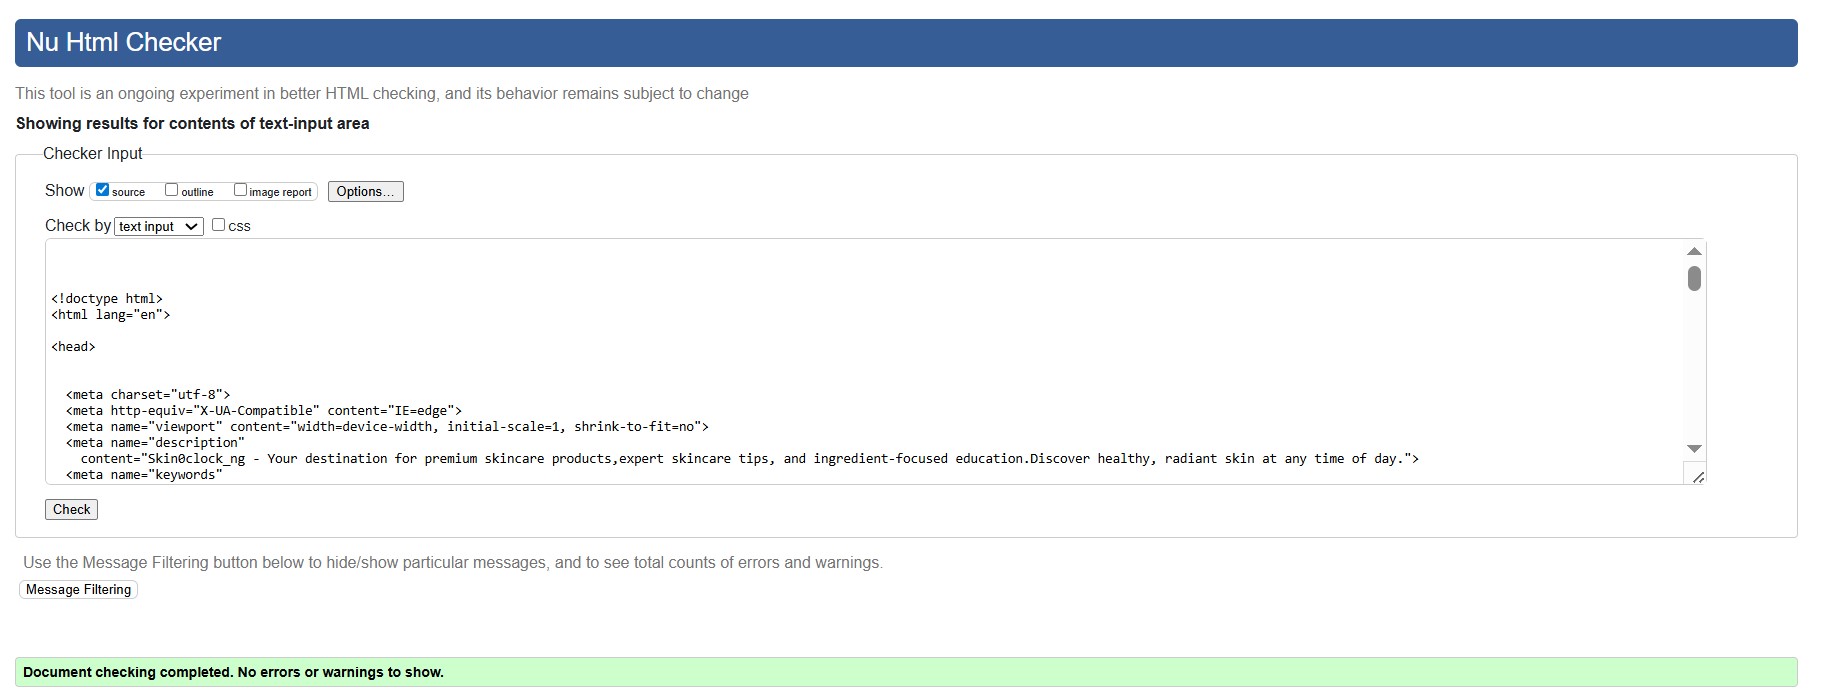 Nu Html Checker
This tool is an ongoing experiment in better HTML checking, and its behavior remains subject to change
Showing results for contents of text-input area
Checker Input
Show source outline image report Options...
Check by text input css
<!doctype html>
<html lang="en">
<head>
<meta charset="utf-8">
<meta http-equiv="X-UA-Compatible" content="IE=edge">
<meta name="viewport" content="width=device-width, initial-scale=1, shrink-to-fit=no">
<meta name="description"
content="Skin0clock_ng - Your destination for premium skincare products,expert skincare tips, and ingredient-focused education.Discover healthy, radiant skin at any time of day.">
<meta name="keywords"
Check
Use the Message Filtering button below to hide/show particular messages, and to see total counts of errors and warnings.
Message Filtering
Document checking completed. No errors or warnings to show.